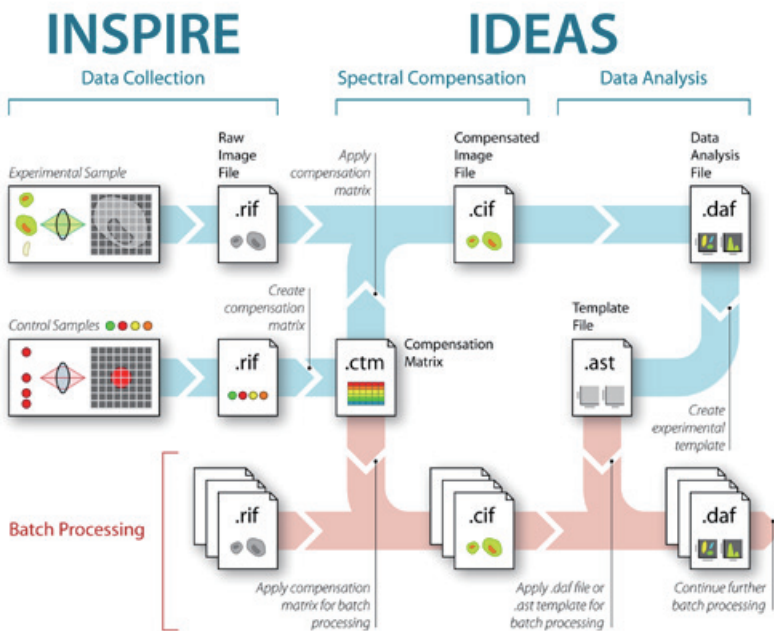 INSPIRE
IDEAS
Data Collection
Spectral Compensation
Data Analysis
Experimental Sample
Raw
Image
File
.rif
Apply
compensation
matrix
Compensated
Image
File
.cif
Data
Analysis
File
.daf
Control Samples
Create
compensation
matrix
.rif
.ctm
Compensation
Matrix
Template
File
.ast
Create
experimental
template
Batch Processing
.rif
.cif
.daf
Apply compensation
matrix for batch
processing
Apply .daf file or
.ast template for
batch processing
Continue further
batch processing